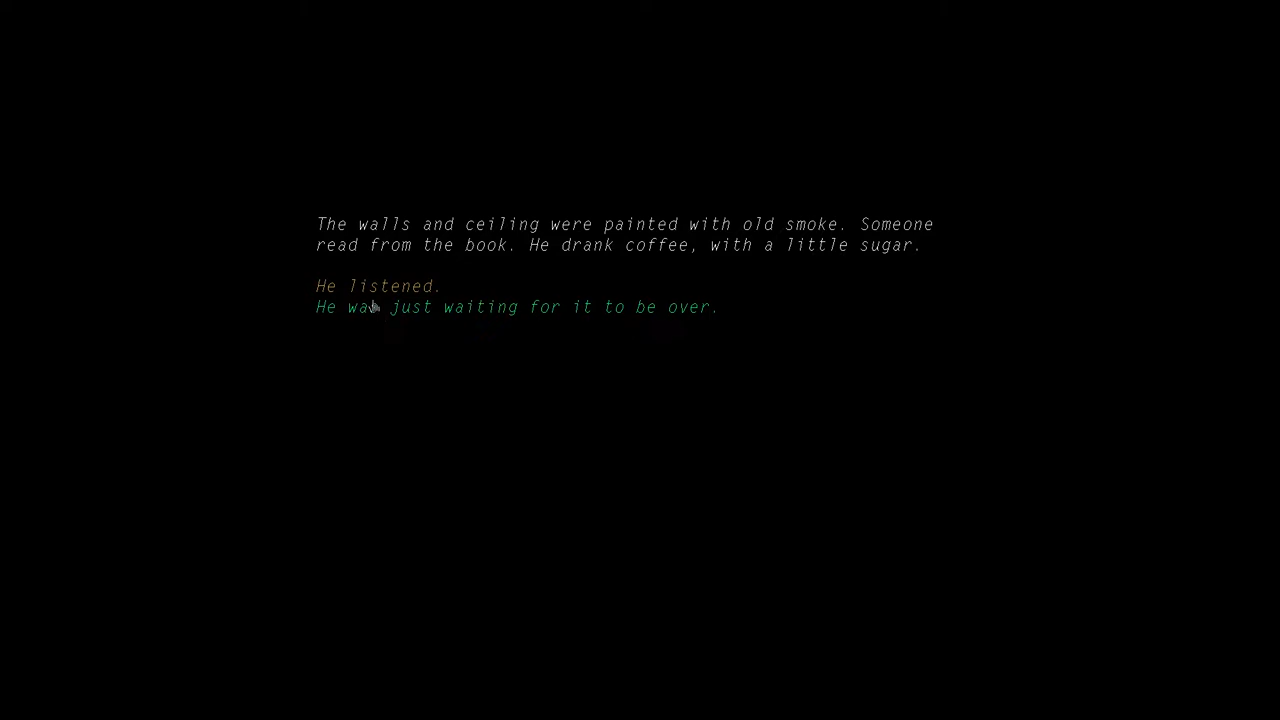 The walls and ceiling were painted with old smoke. Someone
read from the book. He drank coffee, with a little sugar.
He listened.
He was just waiting for it to be over.